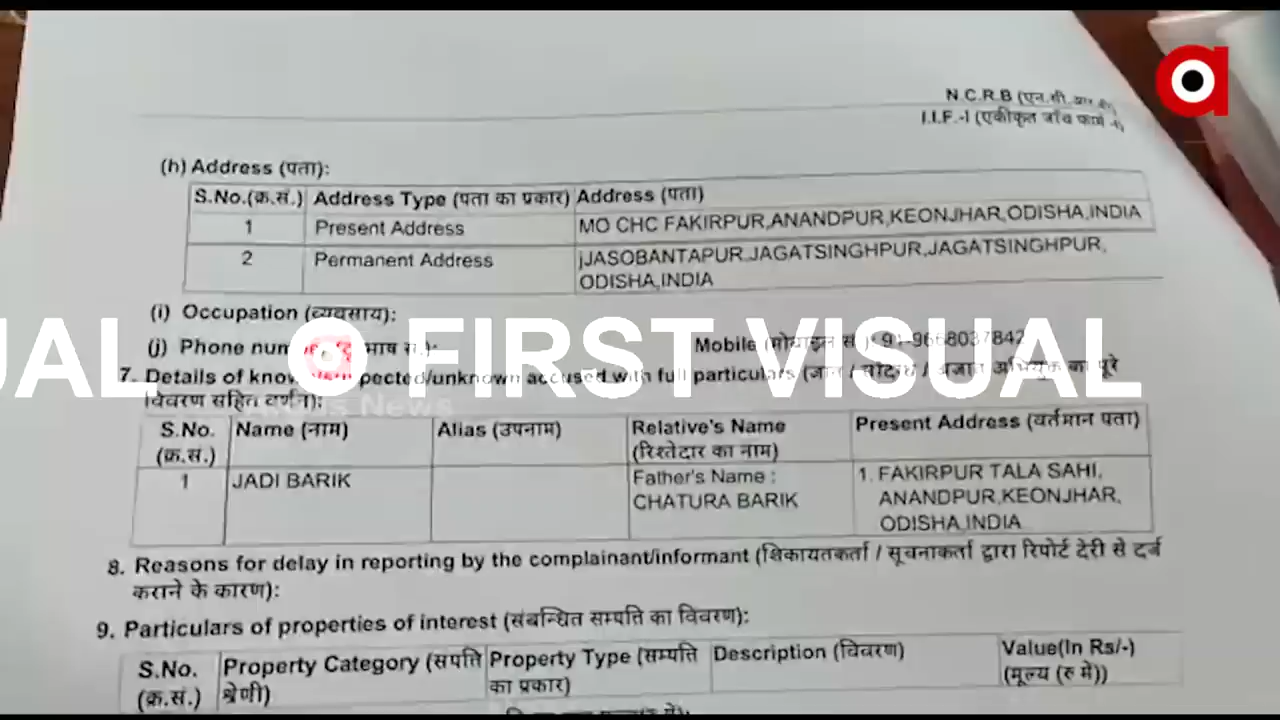 N.C.R.B (एन.सी.आर.बी)
I.I.F.-I (एकीकृत जाँच फार्म -1)
(h) Address (पता):
S.No.(क्र.सं.) Address Type (पता का प्रकार) Address (पता)
1 Present Address MO CHC FAKIRPUR,ANANDPUR,KEONJHAR,ODISHA,INDIA
2 Permanent Address jJASOBANTAPUR,JAGATSINGHPUR,JAGATSINGHPUR,
ODISHA,INDIA
(i) Occupation (व्यवसाय):
(j) Phone Mobile
UAL FIRST VISUAL
7. Details of accused with full particulars
विवरण सहित वर्णन):
News
S.No. Name (नाम) Alias (उपनाम) Relative's Name Present Address (वर्तमान पता)
(क्र.सं.) (रिश्तेदार का नाम)
1 JADI BARIK Father's Name : 1. FAKIRPUR TALA SAHI,
CHATURA BARIK ANANDPUR,KEONJHAR,
ODISHA,INDIA
8. Reasons for delay in reporting by the complainant/informant (शिकायतकर्ता / सूचनाकर्ता द्वारा रिपोर्ट देरी से दर्ज
कराने के कारण):
9. Particulars of properties of interest (संबन्धित सम्पत्ति का विवरण):
S.No. Property Category (संपत्ति Property Type (सम्पत्ति Description (विवरण) Value(In Rs/-)
(क्र.सं.) श्रेणी) का प्रकार) (मूल्य (रु में))